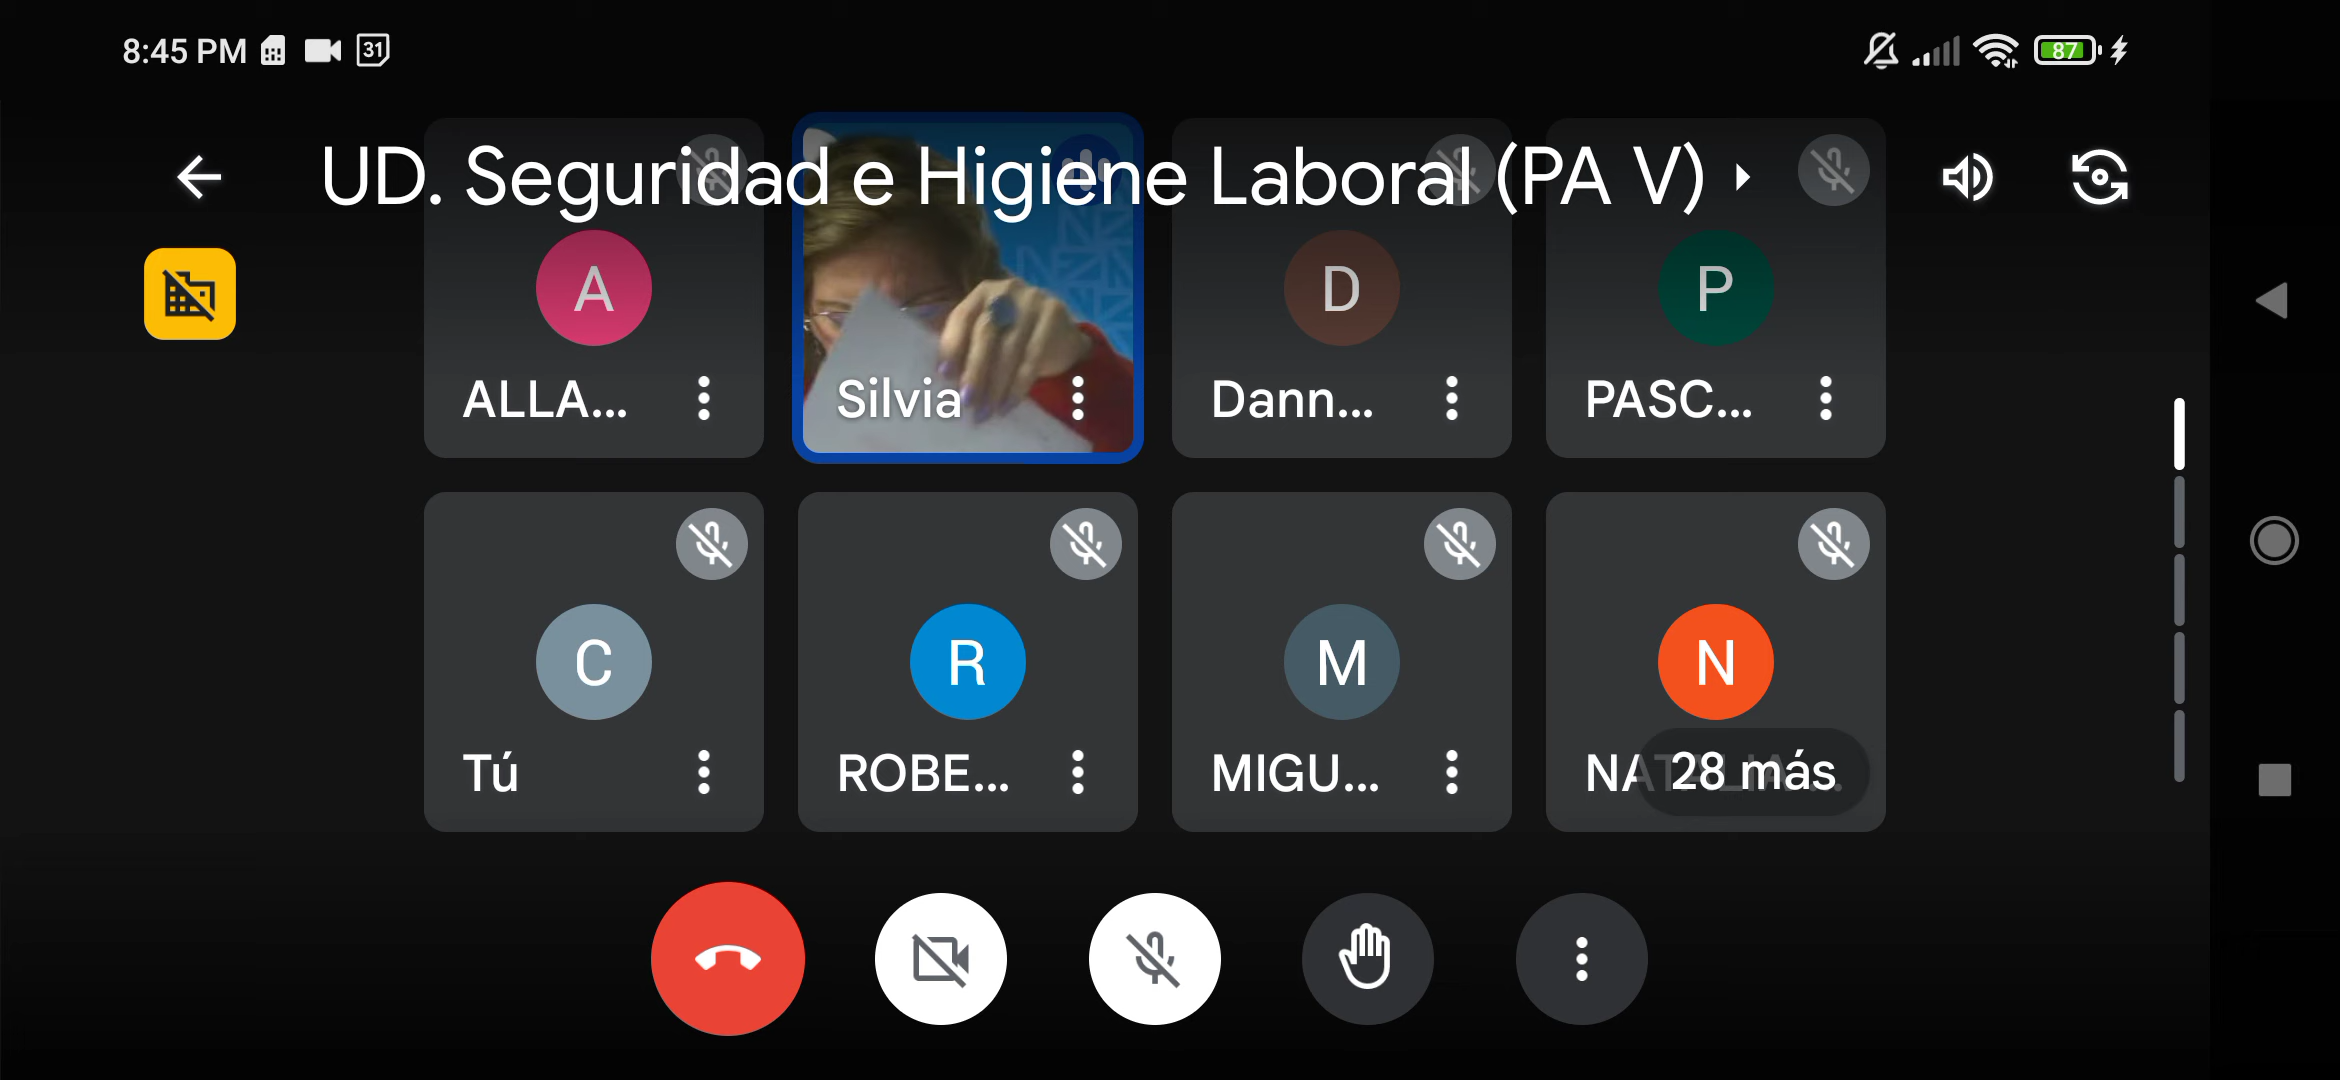 8:45 PM 31 87
UD. Seguridad e Higiene Laboral (PA V)
A D P
ALLA... Silvia Dann... PASC...
C R M N
Tú ROBE... MIGU... NATALIA...
28 más